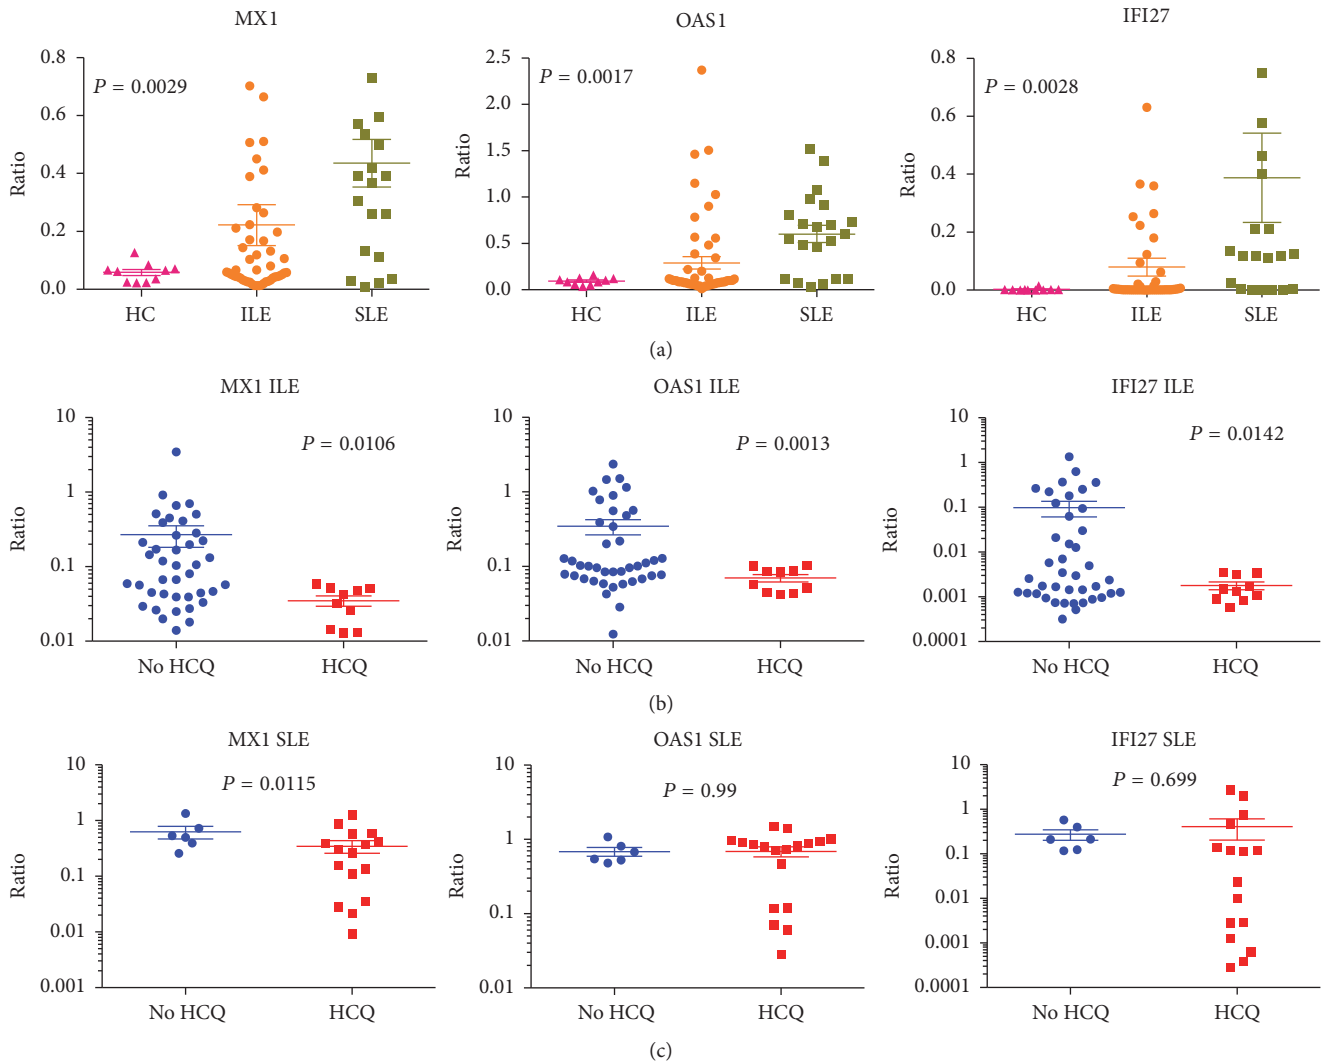 MX1
OAS1
IFI27
0.8
0.6
0.4
0.2
0.0
Ratio
P = 0.0029
HC
ILE
SLE
2.5
2.0
1.5
1.0
0.5
0.0
Ratio
P = 0.0017
HC
ILE
SLE
0.8
0.6
0.4
0.2
0.0
Ratio
P = 0.0028
HC
ILE
SLE
(a)
MX1 ILE
OAS1 ILE
IFI27 ILE
10
1
0.1
0.01
Ratio
P = 0.0106
No HCQ
HCQ
10
1
0.1
0.01
Ratio
P = 0.0013
No HCQ
HCQ
10
1
0.1
0.01
0.001
0.0001
Ratio
P = 0.0142
No HCQ
HCQ
(b)
MX1 SLE
OAS1 SLE
IFI27 SLE
10
1
0.1
0.01
0.001
Ratio
P = 0.0115
No HCQ
HCQ
10
1
0.1
0.01
Ratio
P = 0.99
No HCQ
HCQ
10
1
0.1
0.01
0.001
0.0001
Ratio
P = 0.699
No HCQ
HCQ
(c)